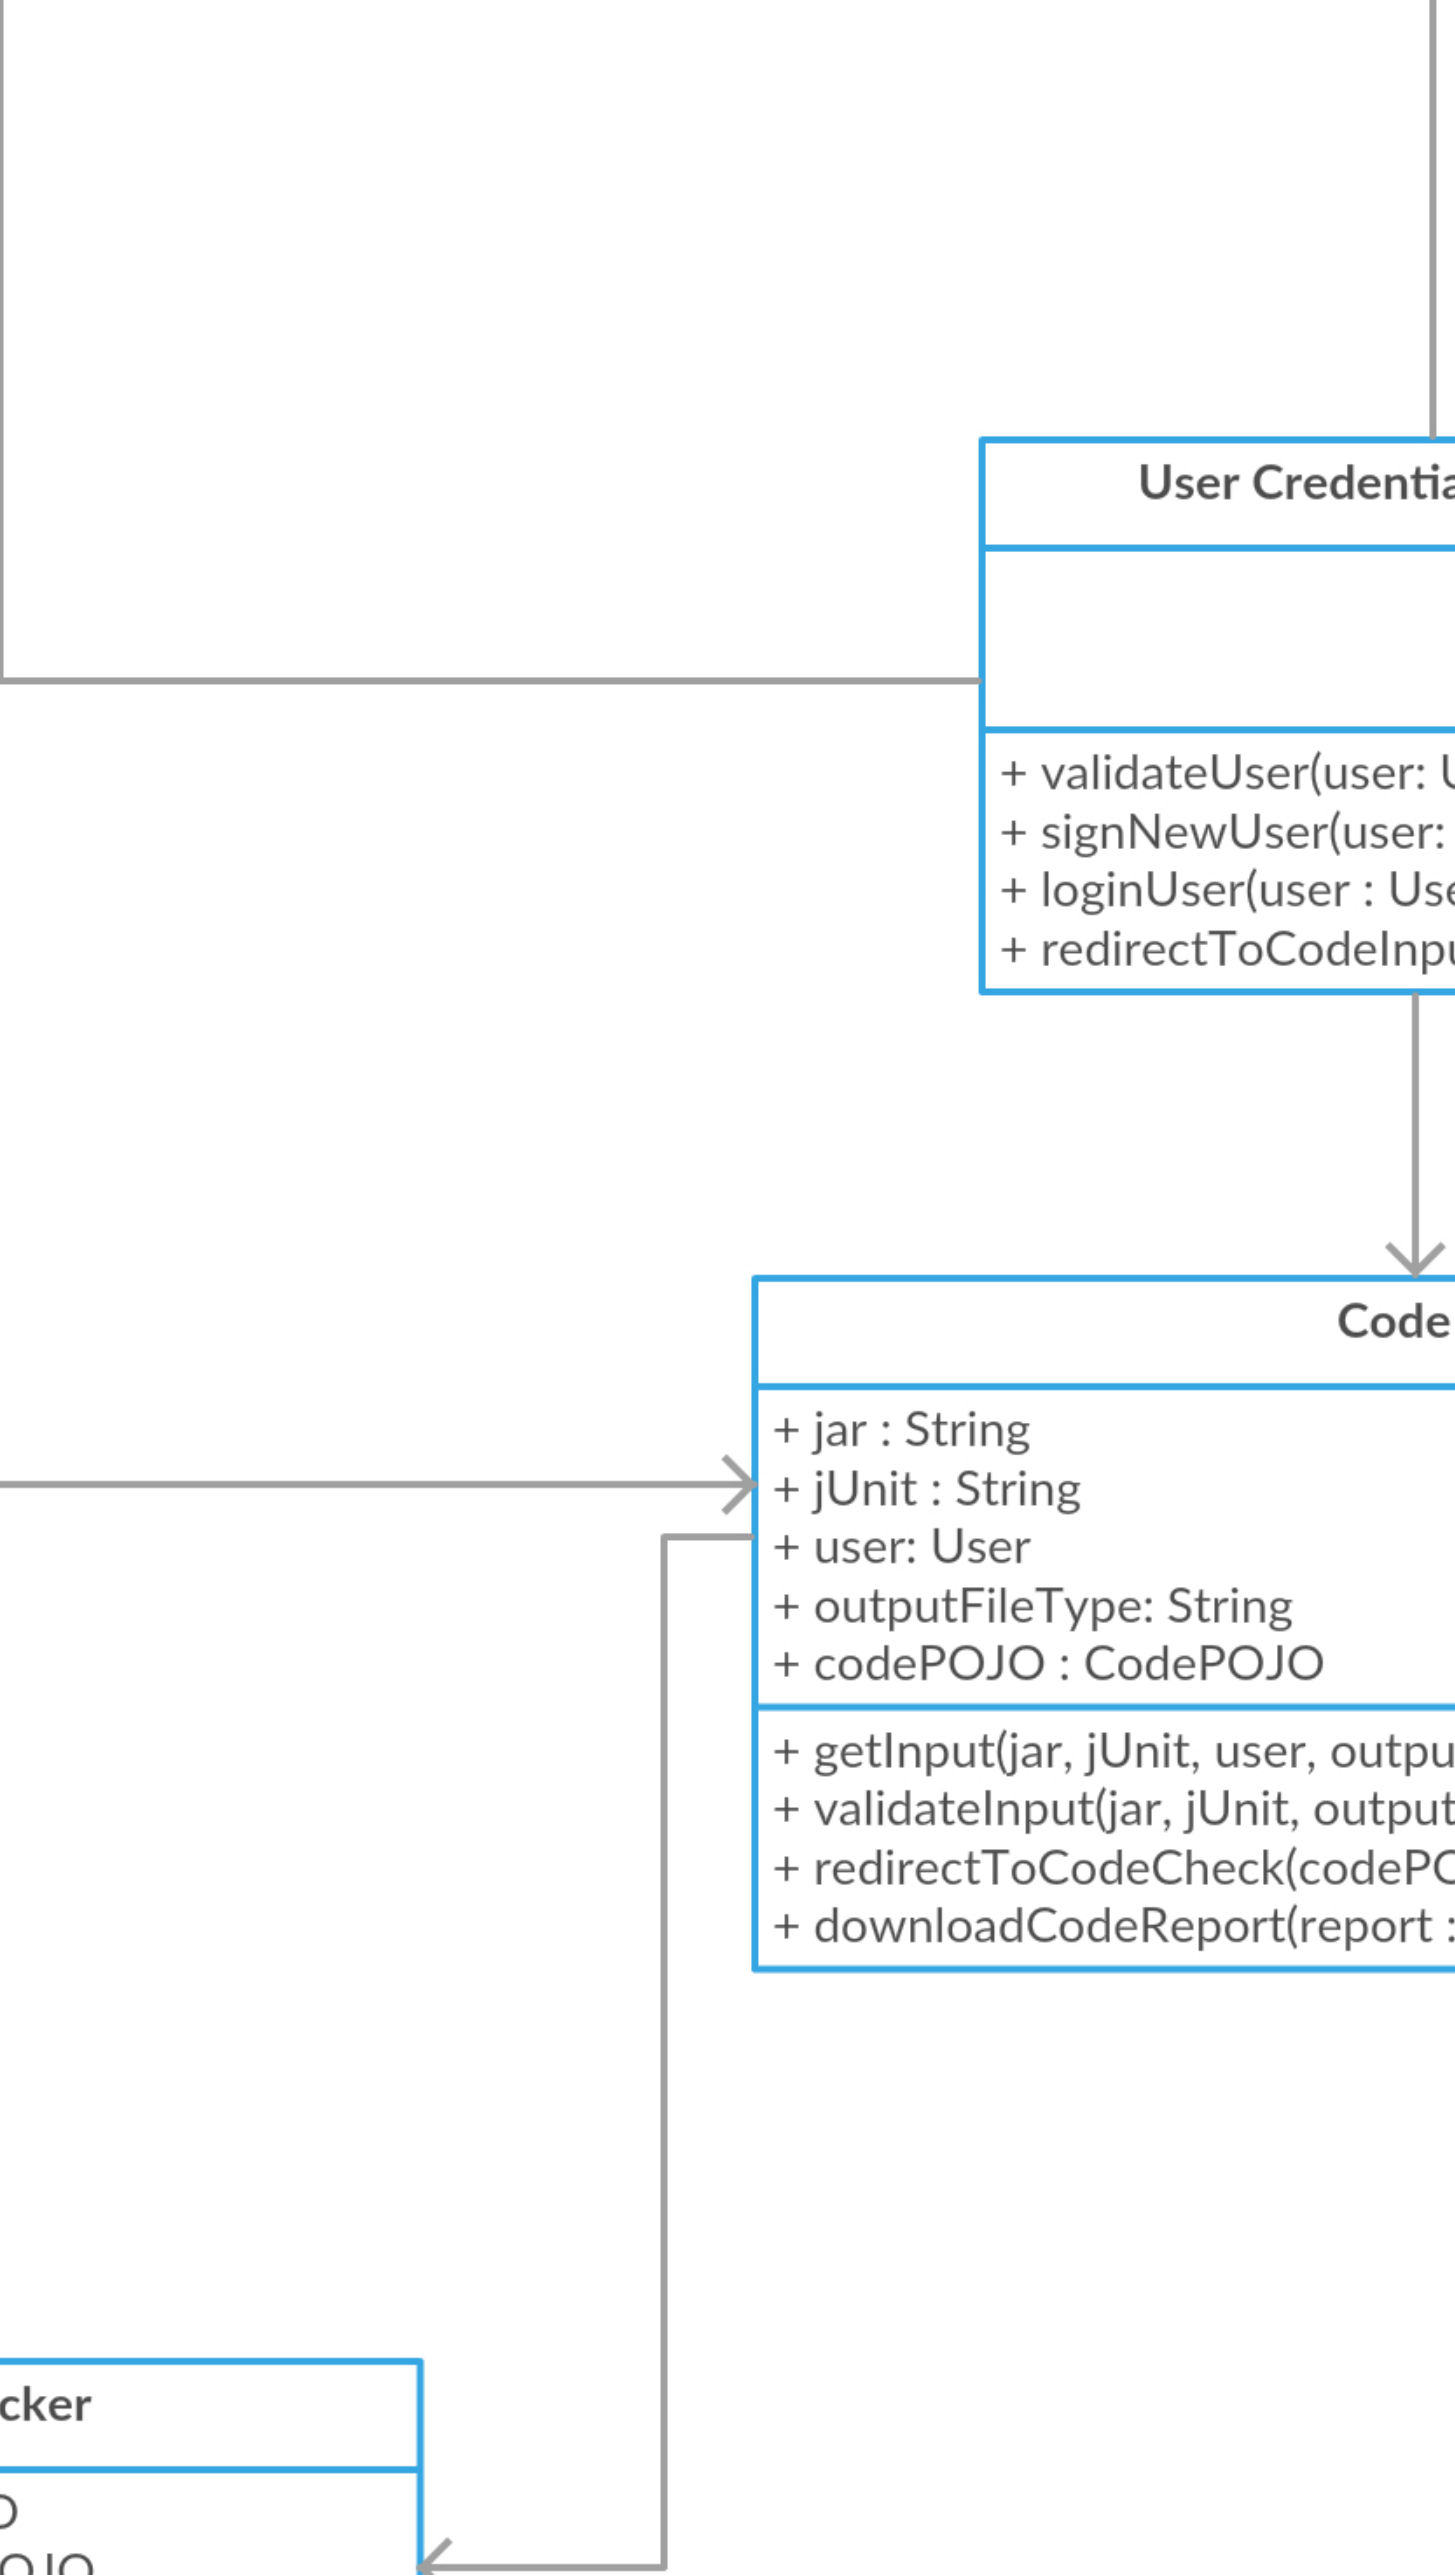 User Credentia
+ validateUser(user: U
+ signNewUser(user:
+ loginUser(user : Use
+ redirectToCodeInpu
Code
+ jar : String
+ jUnit : String
+ user: User
+ outputFileType: String
+ codePOJO : CodePOJO
+ getInput(jar, jUnit, user, outpu
+ validateInput(jar, jUnit, output
+ redirectToCodeCheck(codePO
+ downloadCodeReport(report :
cker
O
OJO